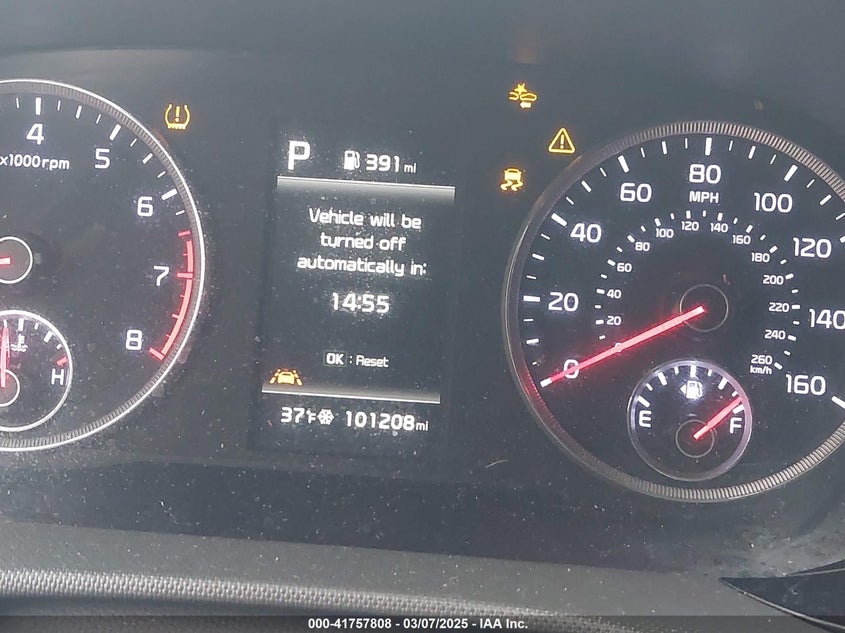 4
x1000rpm
5
6
7
8
H
P
391 mi
Vehicle will be
turned off
automatically in:
14:55
OK : Reset
37°F
101208 mi
0
20
40
60
80
MPH
100
120
140
160
20
40
60
80
100
120
140
160
180
200
220
240
260
km/h
E
F
000-41757808 - 03/07/2025 - IAA Inc.